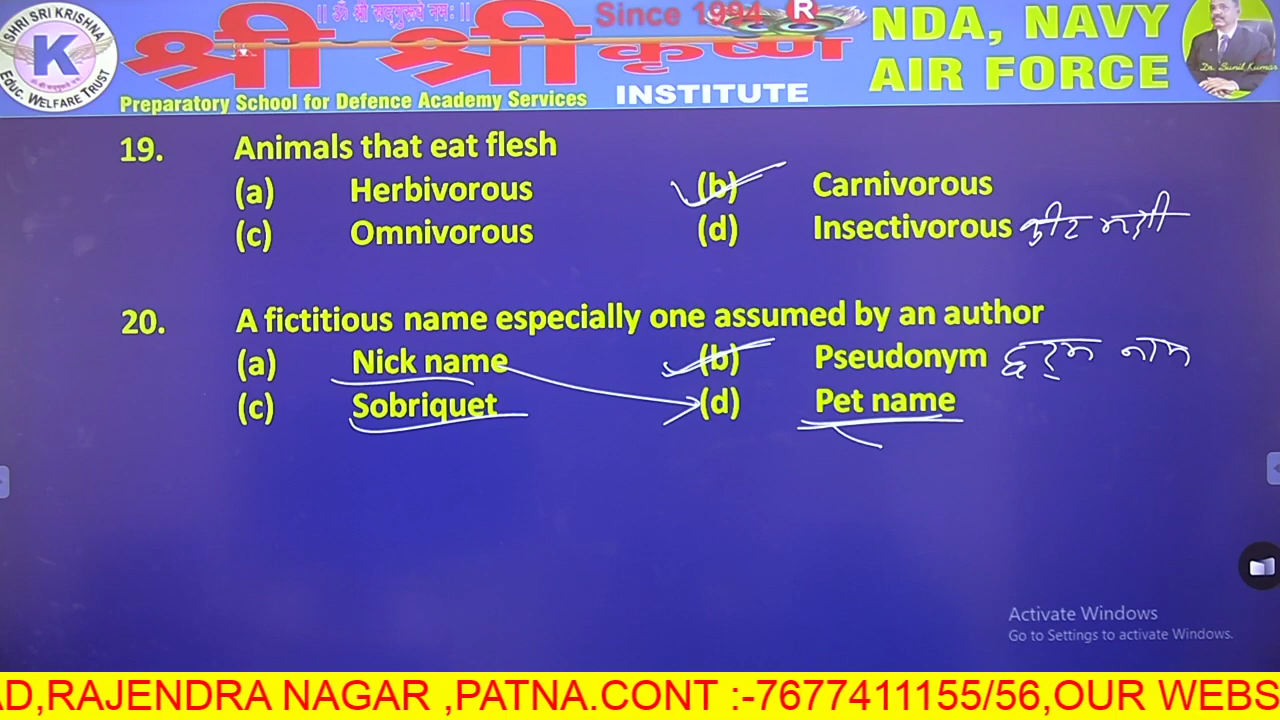 || ॐ श्री सद्गुरुवे नमः ||
Since 1994
R
SHRI SRI KRISHNA
K
Educ. WELFARE TRUST
श्री श्री कृष्ण
INSTITUTE
Preparatory School for Defence Academy Services
NDA, NAVY
AIR FORCE
Dr. Sunil Kumar
19. Animals that eat flesh
(a) Herbivorous (b) Carnivorous
(c) Omnivorous (d) Insectivorous कीट भक्षी
20. A fictitious name especially one assumed by an author
(a) Nick name (b) Pseudonym छद्म नाम
(c) Sobriquet (d) Pet name
Activate Windows
Go to Settings to activate Windows.
AD,RAJENDRA NAGAR ,PATNA.CONT :-7677411155/56,OUR WEBS